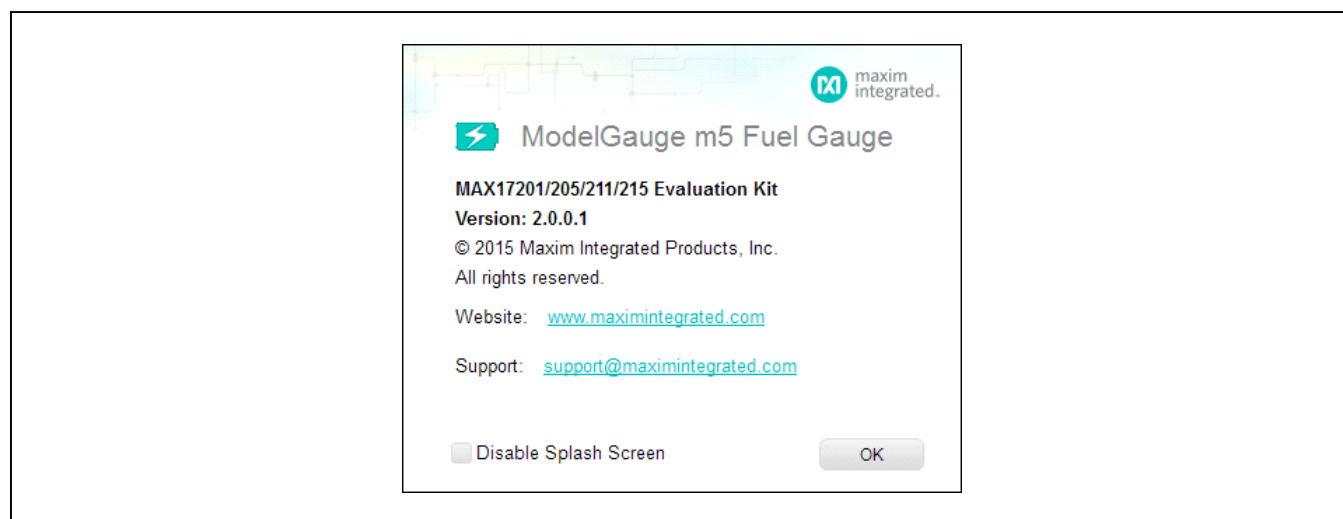 maxim
integrated™
ModelGauge m5 Fuel Gauge
MAX17201/205/211/215 Evaluation Kit
Version: 2.0.0.1
© 2015 Maxim Integrated Products, Inc.
All rights reserved.
Website: www.maximintegrated.com
Support: support@maximintegrated.com
Disable Splash Screen
OK